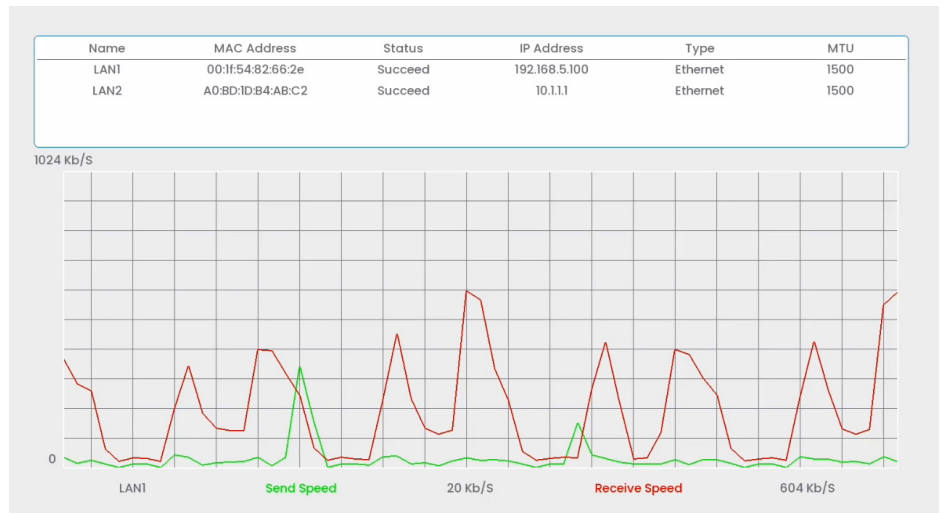 Name MAC Address Status IP Address Type MTU
LAN1 00:1f:54:82:66:2e Succeed 192.168.5.100 Ethernet 1500
LAN2 A0:BD:1D:B4:AB:C2 Succeed 10.1.1.1 Ethernet 1500
1024 Kb/S
0
LAN1 Send Speed 20 Kb/S Receive Speed 604 Kb/S